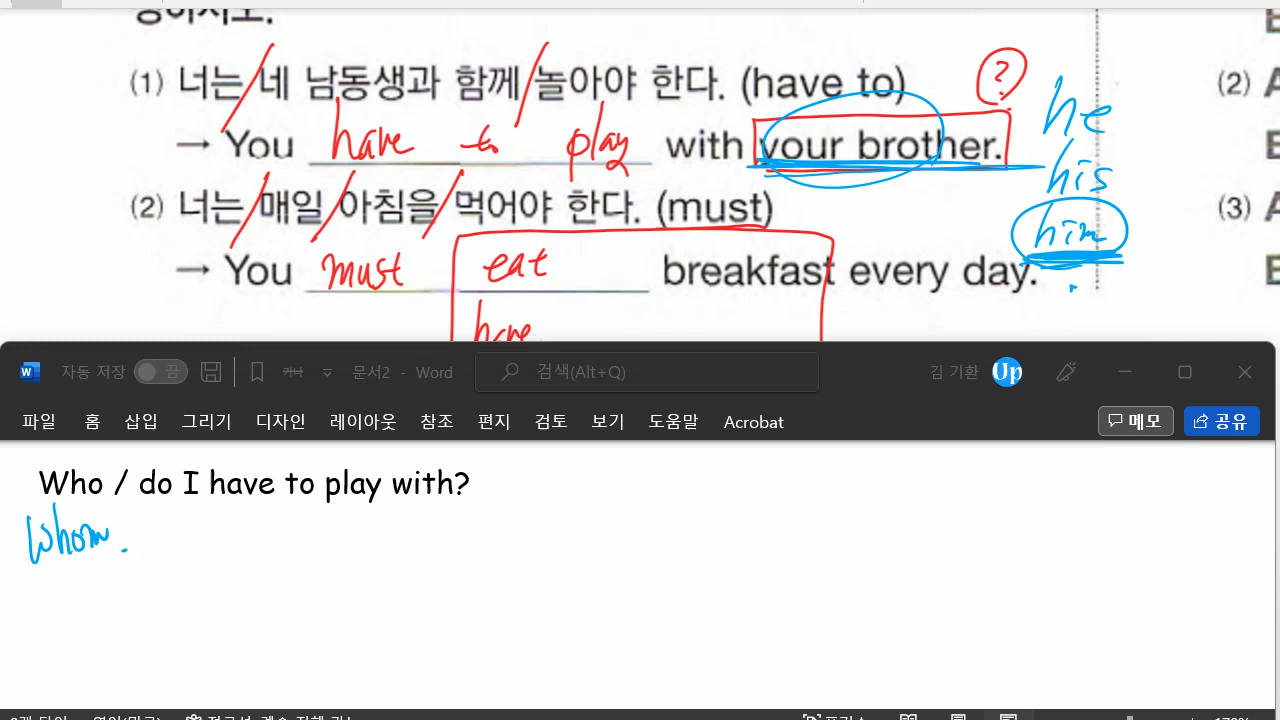 (1) 너는 / 네 남동생과 함께 / 놀아야 한다. (have to) ? he
→ You have to play with your brother. his
(2) 너는 / 매일 / 아침을 / 먹어야 한다. (must) him
→ You must eat breakfast every day.
have
(2) A
(3) A
자동 저장 끔 문서2 - Word 검색(Alt+Q) 김 기환 Up
파일 홈 삽입 그리기 디자인 레이아웃 참조 편지 검토 보기 도움말 Acrobat 메모 공유
Who / do I have to play with?
whom.